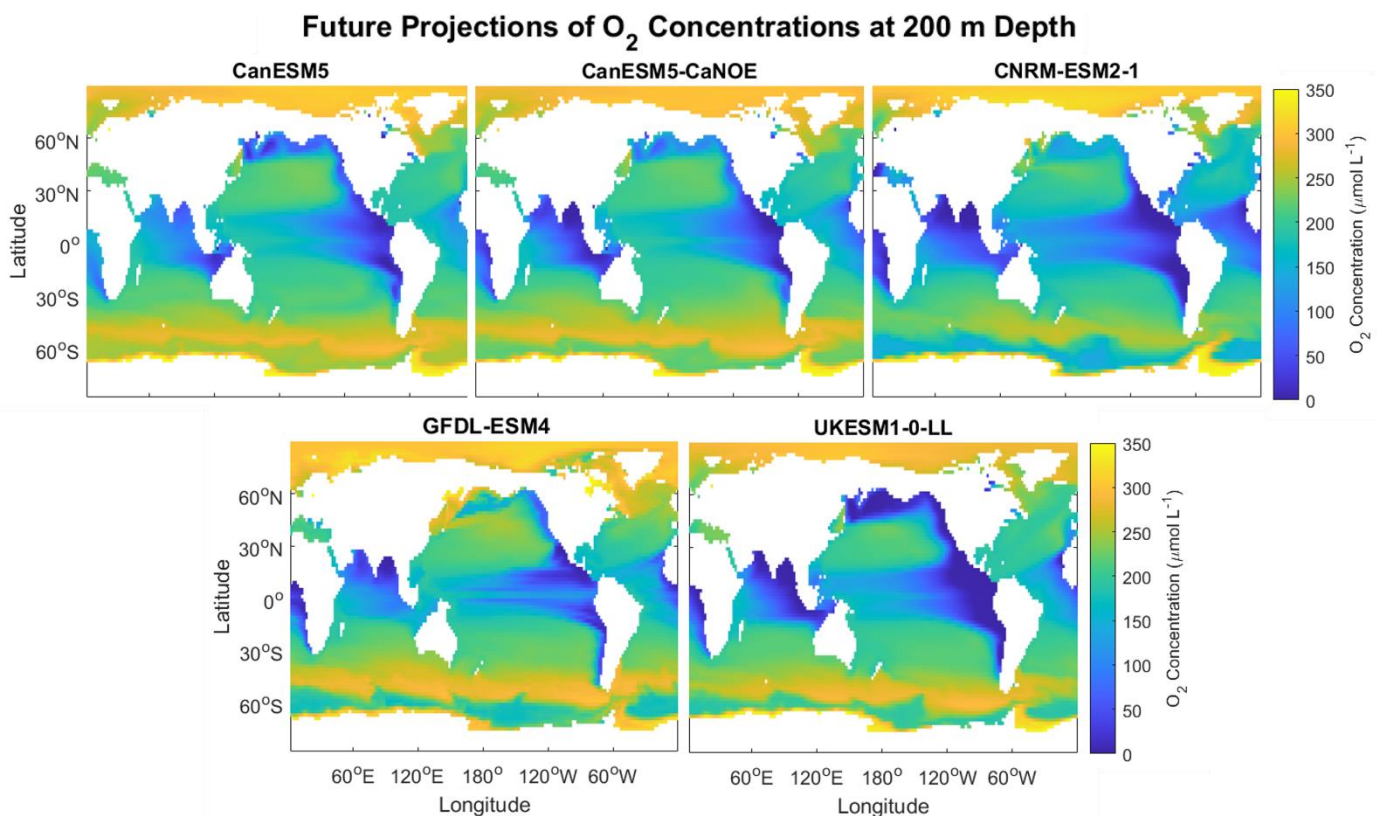 Future Projections of O₂ Concentrations at 200 m Depth
CanESM5
CanESM5-CaNOE
CNRM-ESM2-1
60°N
30°N
0°
30°S
60°S
Latitude
350
300
250
200
150
100
50
0
O₂ Concentration (μmol L⁻¹)
GFDL-ESM4
UKESM1-0-LL
60°N
30°N
0°
30°S
60°S
Latitude
60°E 120°E 180° 120°W 60°W
Longitude
60°E 120°E 180° 120°W 60°W
Longitude
350
300
250
200
150
100
50
0
O₂ Concentration (μmol L⁻¹)